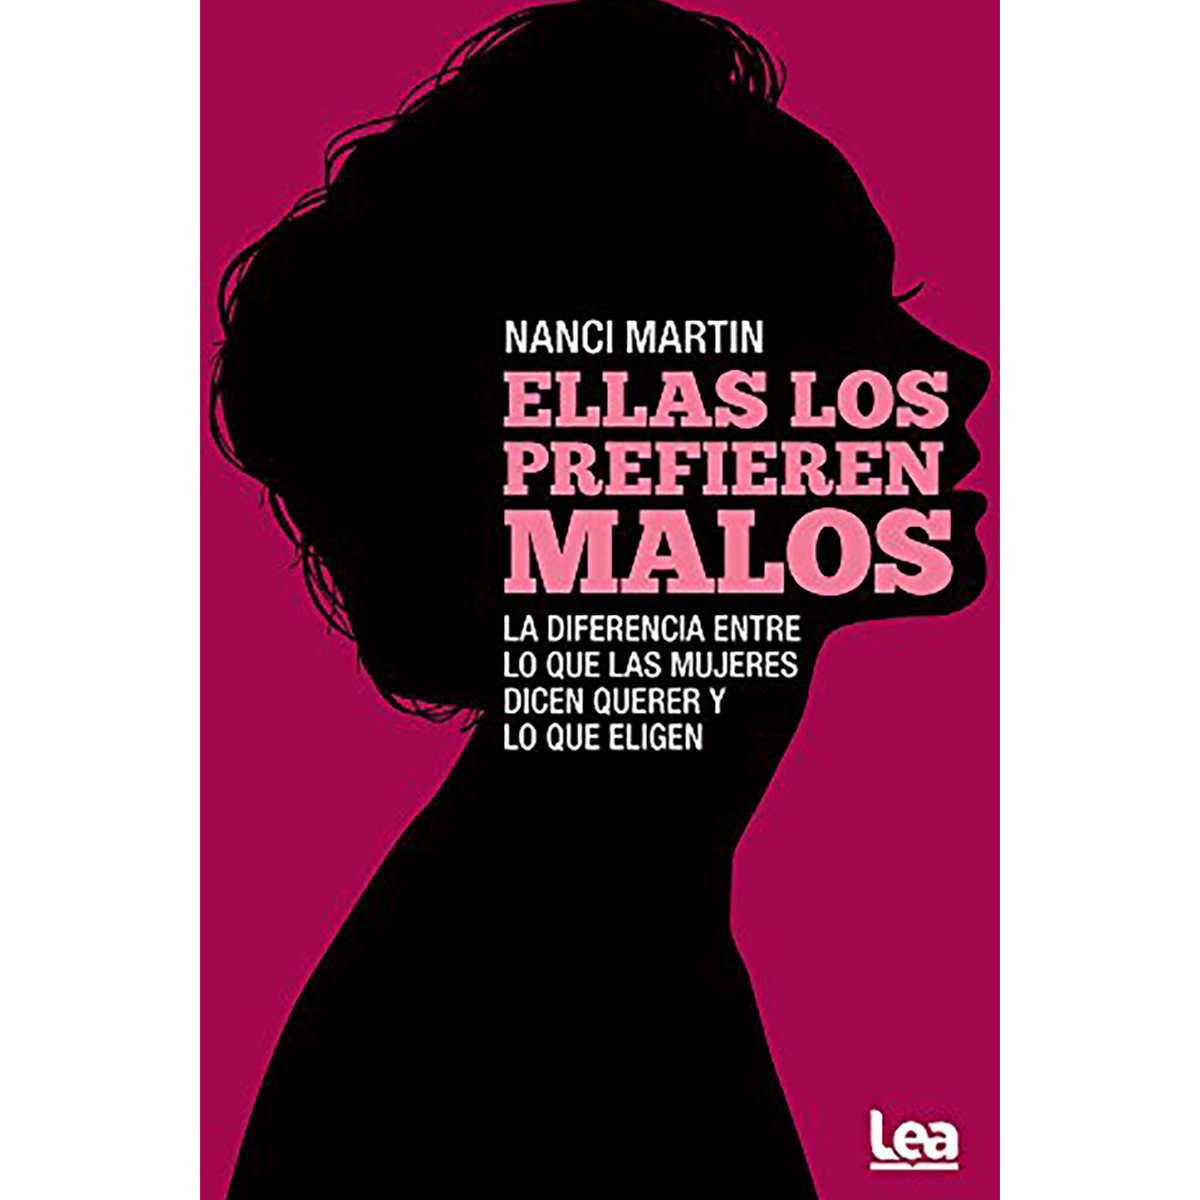 NANCI MARTIN
ELLAS LOS
PREFIEREN
MALOS
LA DIFERENCIA ENTRE
LO QUE LAS MUJERES
DICEN QUERER Y
LO QUE ELIGEN
Lea